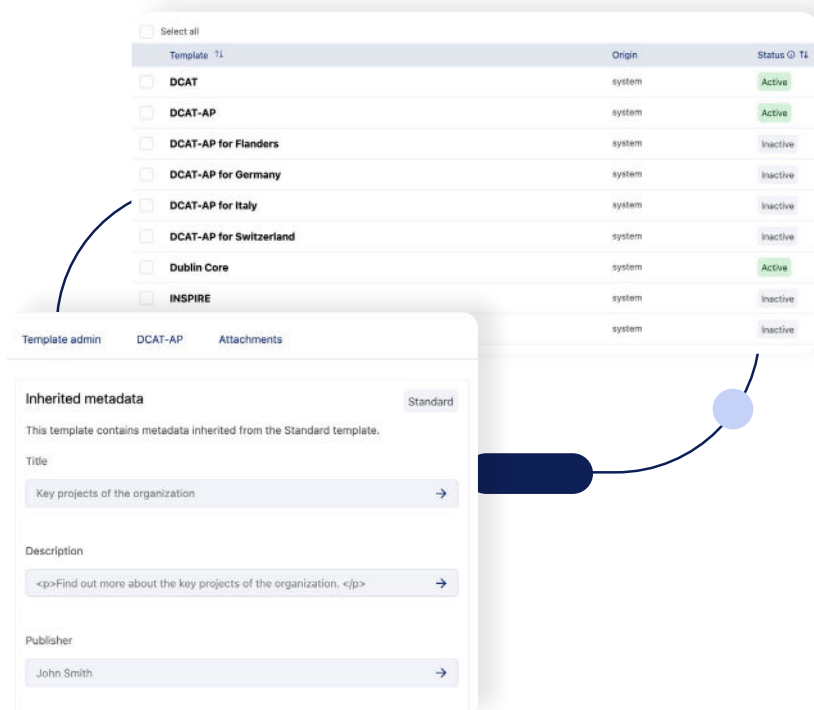 Select all
Template Origin Status
DCAT system Active
DCAT-AP system Active
DCAT-AP for Flanders system Inactive
DCAT-AP for Germany system Inactive
DCAT-AP for Italy system Inactive
DCAT-AP for Switzerland system Inactive
Dublin Core system Active
INSPIRE system Inactive
system Inactive
Template admin DCAT-AP Attachments
Inherited metadata Standard
This template contains metadata inherited from the Standard template.
Title
Key projects of the organization
Description
<p>Find out more about the key projects of the organization. </p>
Publisher
John Smith